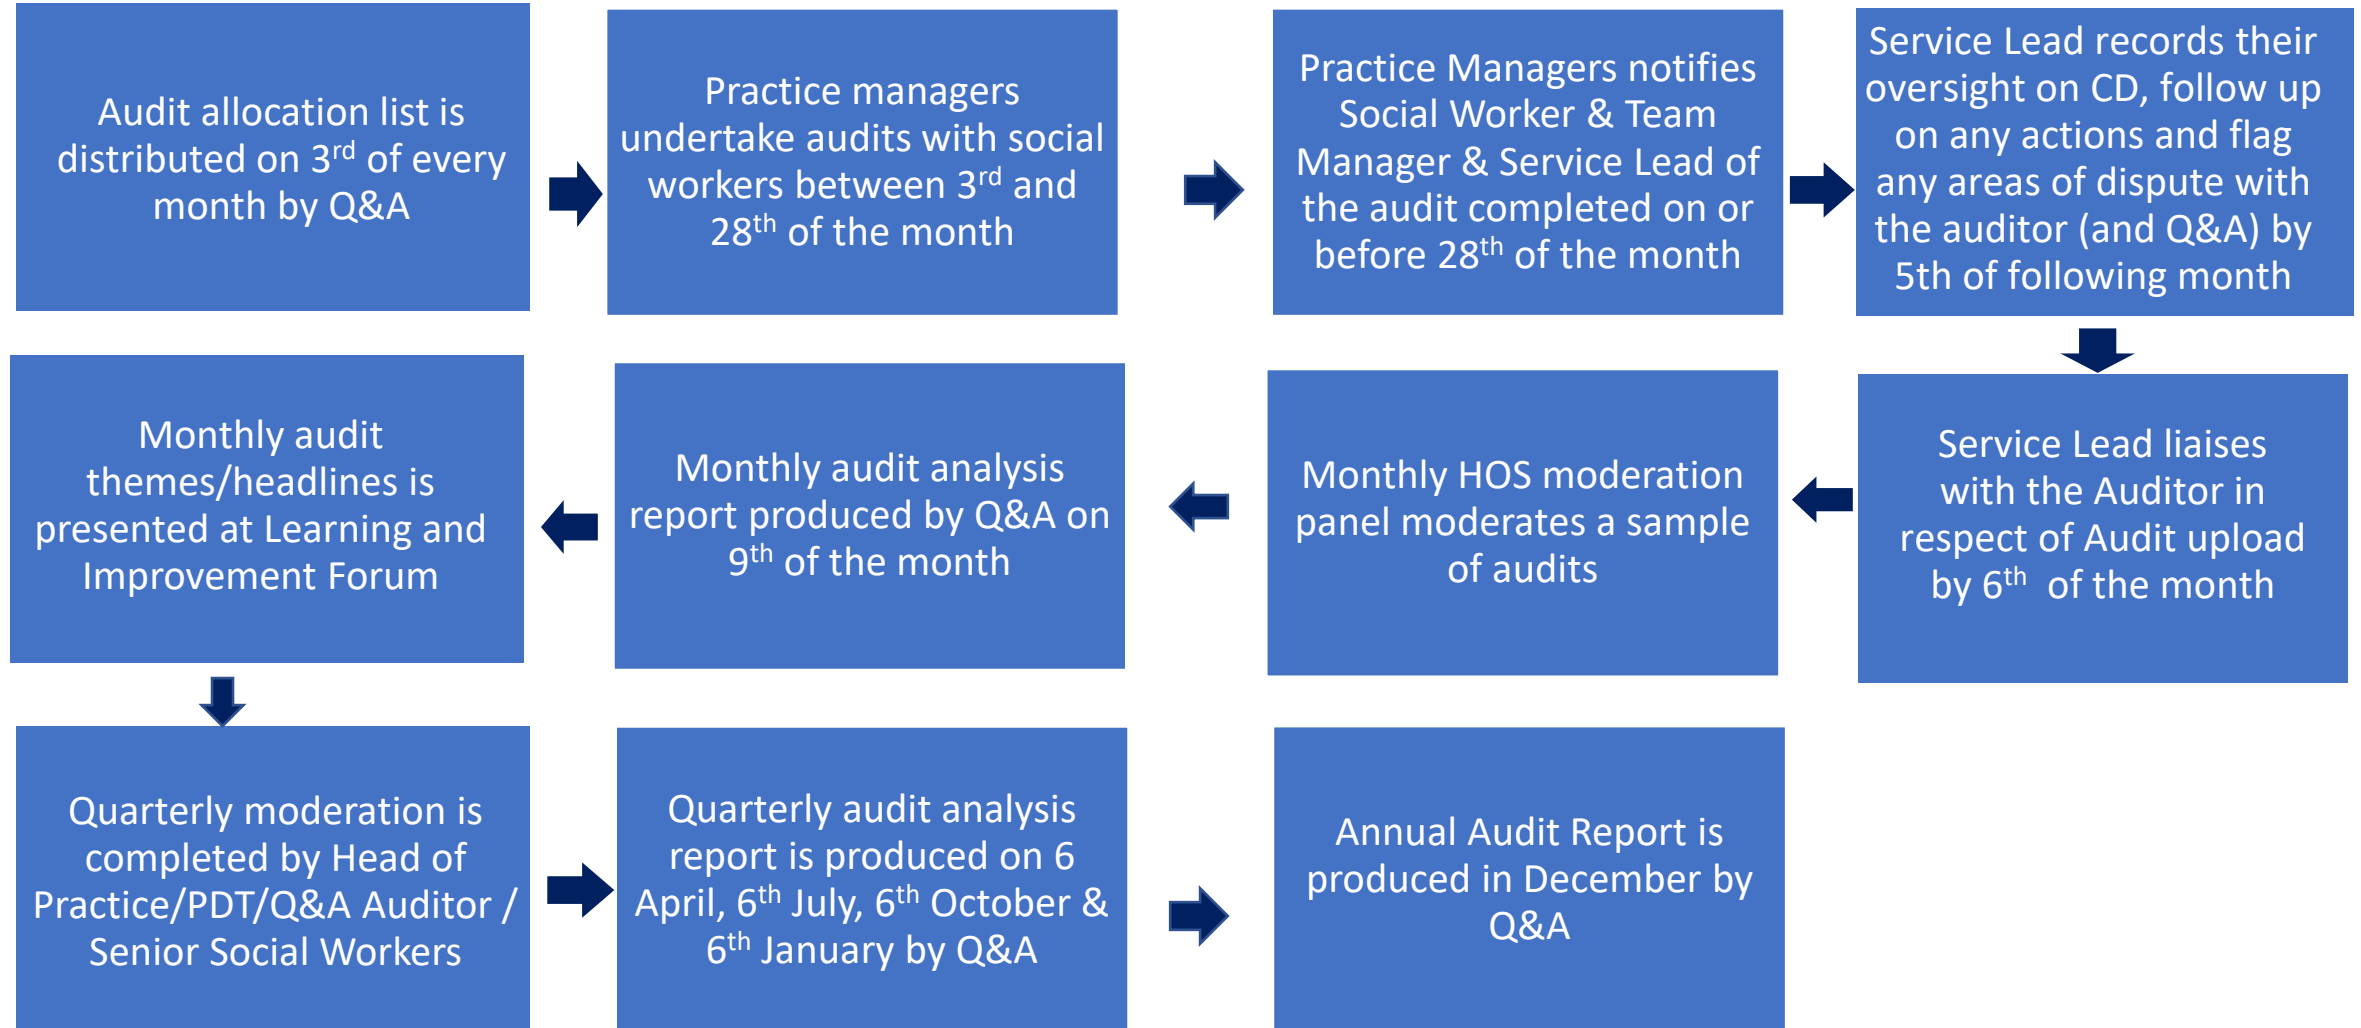 Audit allocation list is
distributed on 3rd of every
month by Q&A
Practice managers
undertake audits with social
workers between 3rd and
28th of the month
Practice Managers notifies
Social Worker & Team
Manager & Service Lead of
the audit completed on or
before 28th of the month
Service Lead records their
oversight on CD, follow up
on any actions and flag
any areas of dispute with
the auditor (and Q&A) by
5th of following month
Service Lead liaises
with the Auditor in
respect of Audit upload
by 6th of the month
Monthly HOS moderation
panel moderates a sample
of audits
Monthly audit analysis
report produced by Q&A on
9th of the month
Monthly audit
themes/headlines is
presented at Learning and
Improvement Forum
Quarterly moderation is
completed by Head of
Practice/PDT/Q&A Auditor /
Senior Social Workers
Quarterly audit analysis
report is produced on 6
April, 6th July, 6th October &
6th January by Q&A
Annual Audit Report is
produced in December by
Q&A